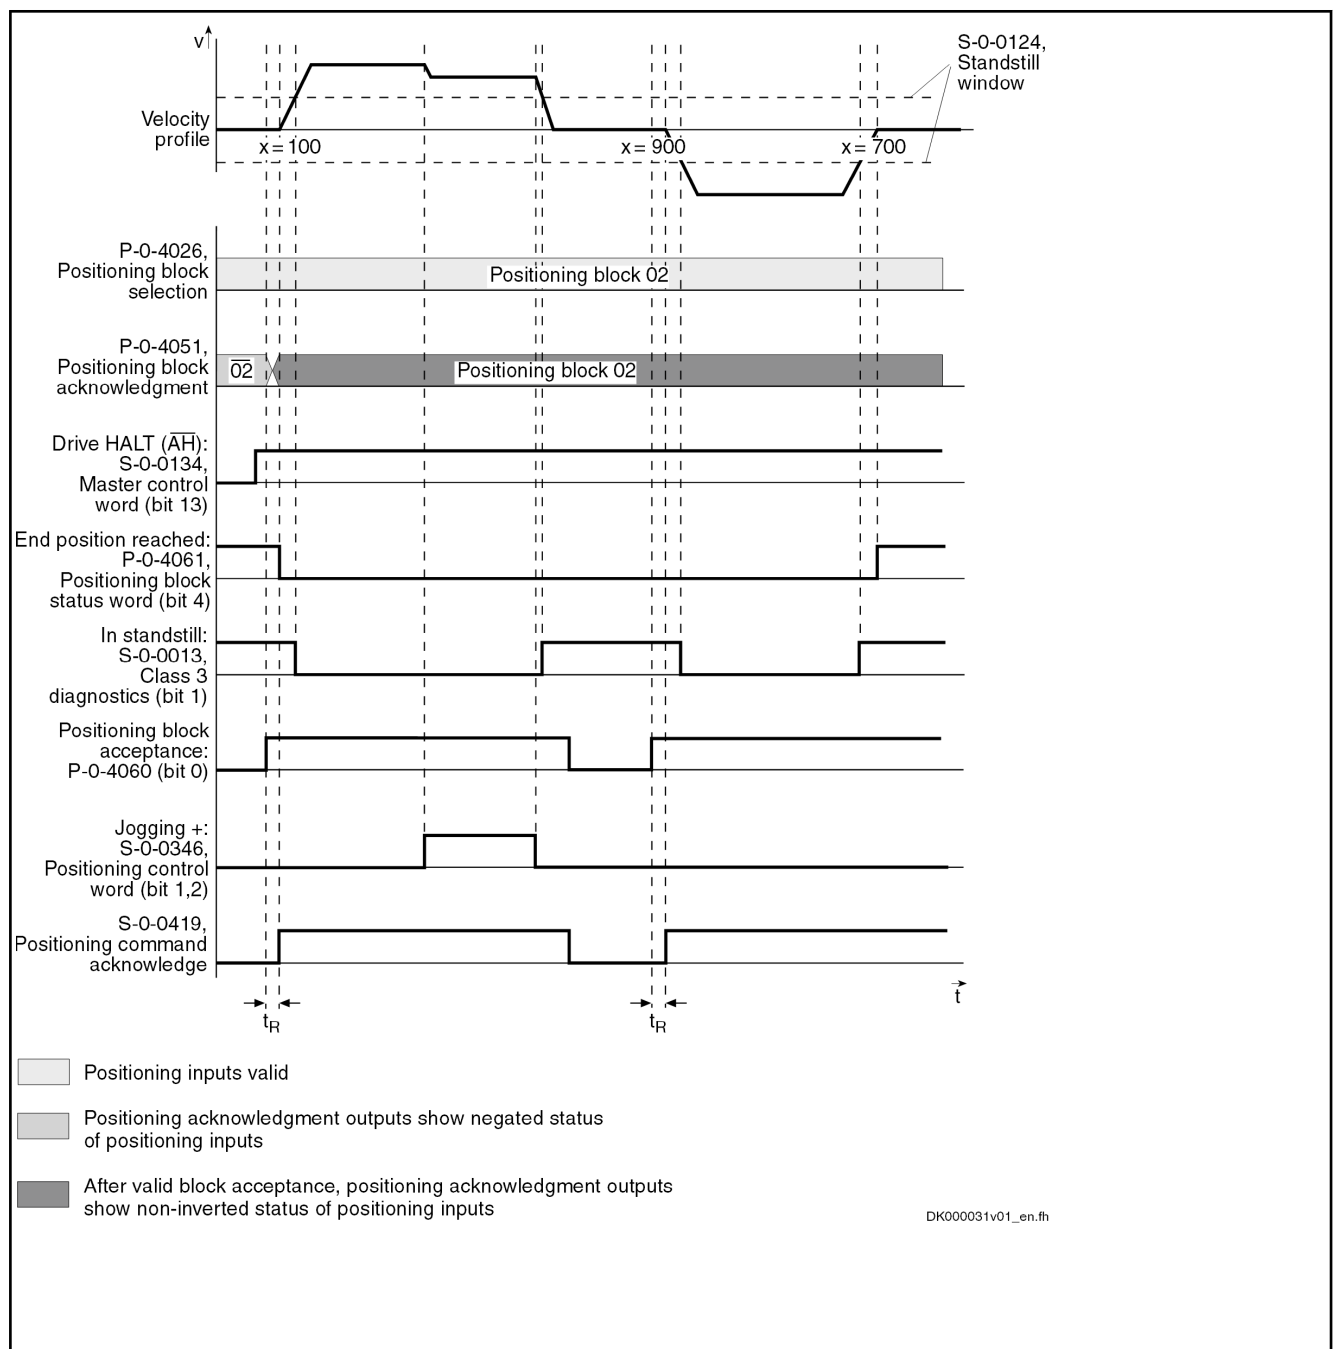 v
S-0-0124,
Standstill
window
Velocity
profile
x = 100
x = 900
x = 700
P-0-4026,
Positioning block
selection
Positioning block 02
P-0-4051,
Positioning block
acknowledgment
0̅2̅
Positioning block 02
Drive HALT (A̅H̅):
S-0-0134,
Master control
word (bit 13)
End position reached:
P-0-4061,
Positioning block
status word (bit 4)
In standstill:
S-0-0013,
Class 3
diagnostics (bit 1)
Positioning block
acceptance:
P-0-4060 (bit 0)
Jogging +:
S-0-0346,
Positioning control
word (bit 1,2)
S-0-0419,
Positioning command
acknowledge
t
tR
tR
Positioning inputs valid
Positioning acknowledgment outputs show negated status
of positioning inputs
After valid block acceptance, positioning acknowledgment outputs
show non-inverted status of positioning inputs
DK000031v01_en.fh